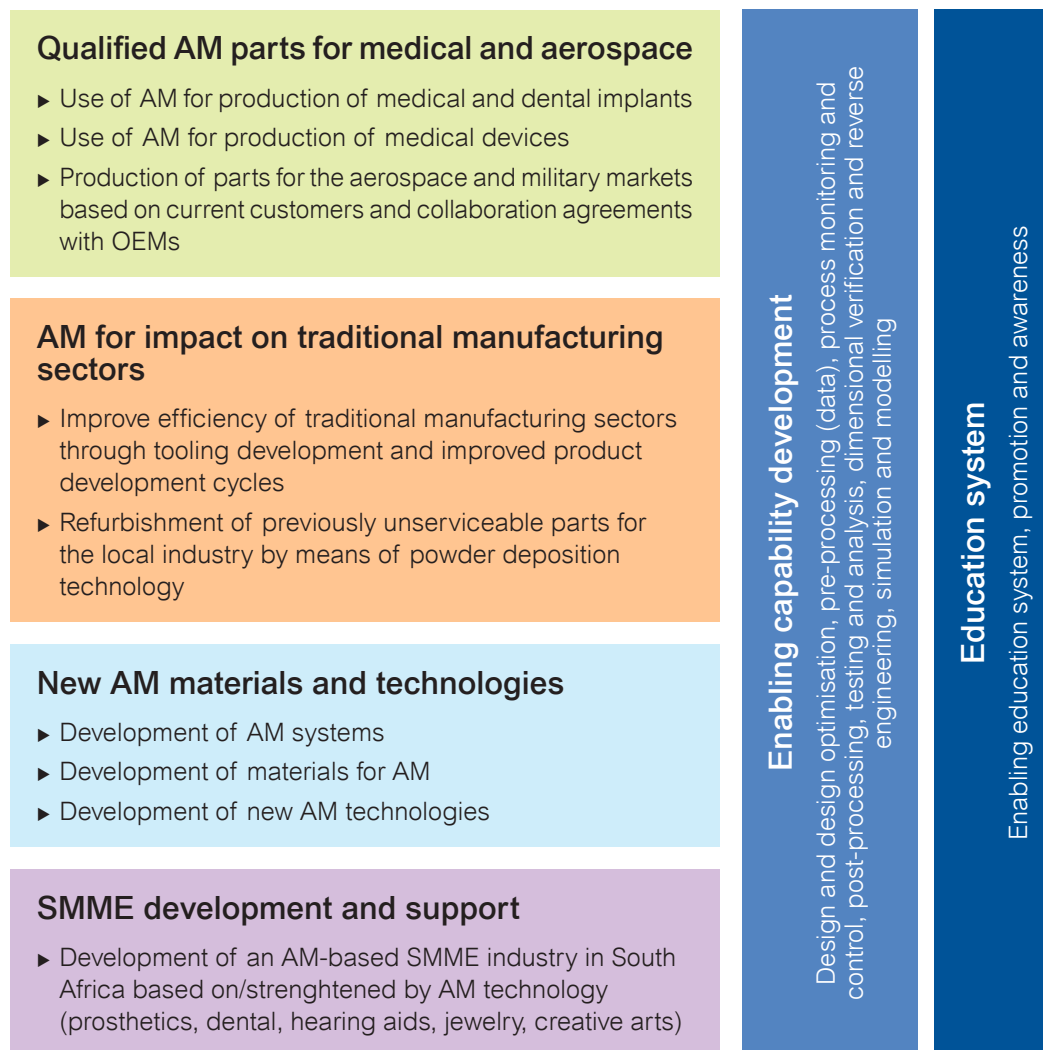 Qualified AM parts for medical and aerospace
▸ Use of AM for production of medical and dental implants
▸ Use of AM for production of medical devices
▸ Production of parts for the aerospace and military markets
based on current customers and collaboration agreements
with OEMs
AM for impact on traditional manufacturing
sectors
▸ Improve efficiency of traditional manufacturing sectors
through tooling development and improved product
development cycles
▸ Refurbishment of previously unserviceable parts for
the local industry by means of powder deposition
technology
New AM materials and technologies
▸ Development of AM systems
▸ Development of materials for AM
▸ Development of new AM technologies
SMME development and support
▸ Development of an AM-based SMME industry in South
Africa based on/strenghtened by AM technology
(prosthetics, dental, hearing aids, jewelry, creative arts)
Enabling capability development
Design and design optimisation, pre-processing (data), process monitoring and
control, post-processing, testing and analysis, dimensional verification and reverse
engineering, simulation and modelling
Education system
Enabling education system, promotion and awareness